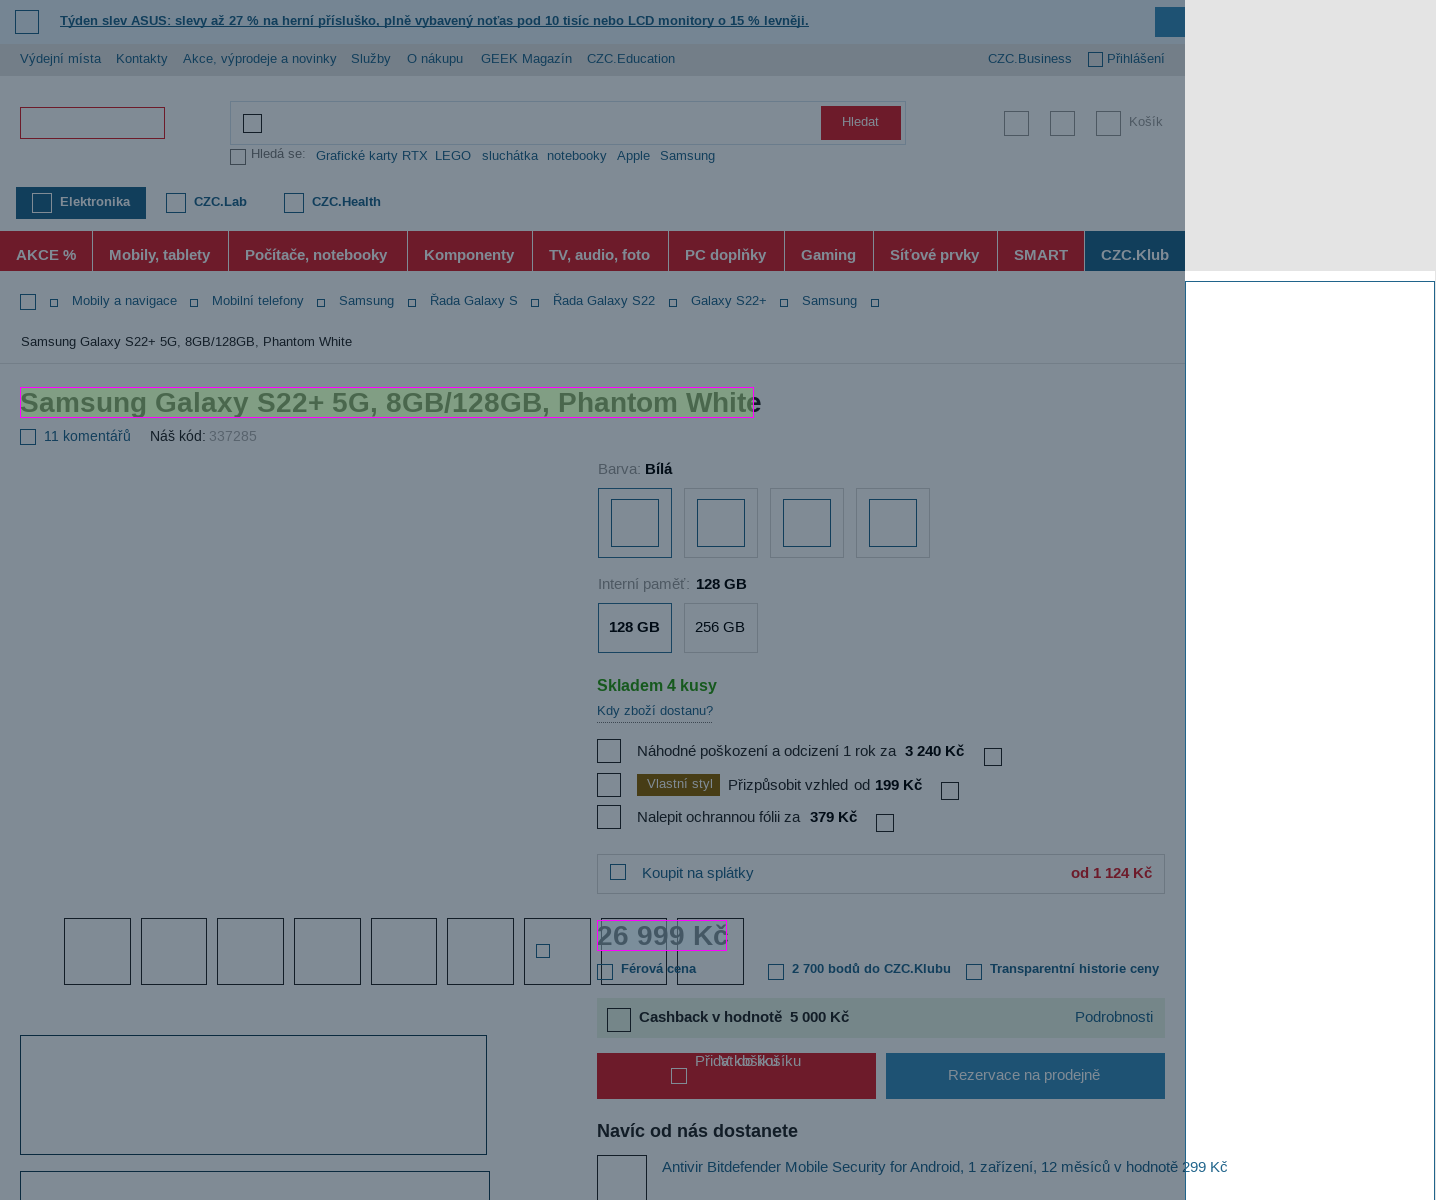 Týden slev ASUS: slevy až 27 % na herní přísluško, plně vybavený noťas pod 10 tisíc nebo LCD monitory o 15 % levněji.
Výdejní místa Kontakty Akce, výprodeje a novinky Služby O nákupu GEEK Magazín CZC.Education CZC.Business Přihlášení
Hledat Košík
Hledá se: Grafické karty RTX LEGO sluchátka notebooky Apple Samsung
Elektronika CZC.Lab CZC.Health
AKCE % Mobily, tablety Počítače, notebooky Komponenty TV, audio, foto PC doplňky Gaming Síťové prvky SMART CZC.Klub
Mobily a navigace Mobilní telefony Samsung Řada Galaxy S Řada Galaxy S22 Galaxy S22+ Samsung
Samsung Galaxy S22+ 5G, 8GB/128GB, Phantom White
Samsung Galaxy S22+ 5G, 8GB/128GB, Phantom White
11 komentářů Náš kód: 337285
Barva: Bílá
Interní paměť: 128 GB
128 GB 256 GB
Skladem 4 kusy
Kdy zboží dostanu?
Náhodné poškození a odcizení 1 rok za 3 240 Kč
Vlastní styl Přizpůsobit vzhled od 199 Kč
Nalepit ochrannou fólii za 379 Kč
Koupit na splátky od 1 124 Kč
26 999 Kč
Férová cena 2 700 bodů do CZC.Klubu Transparentní historie ceny
Cashback v hodnotě 5 000 Kč Podrobnosti
Přidat do košíku V košíku
Rezervace na prodejně
Navíc od nás dostanete
Antivir Bitdefender Mobile Security for Android, 1 zařízení, 12 měsíců v hodnotě 299 Kč